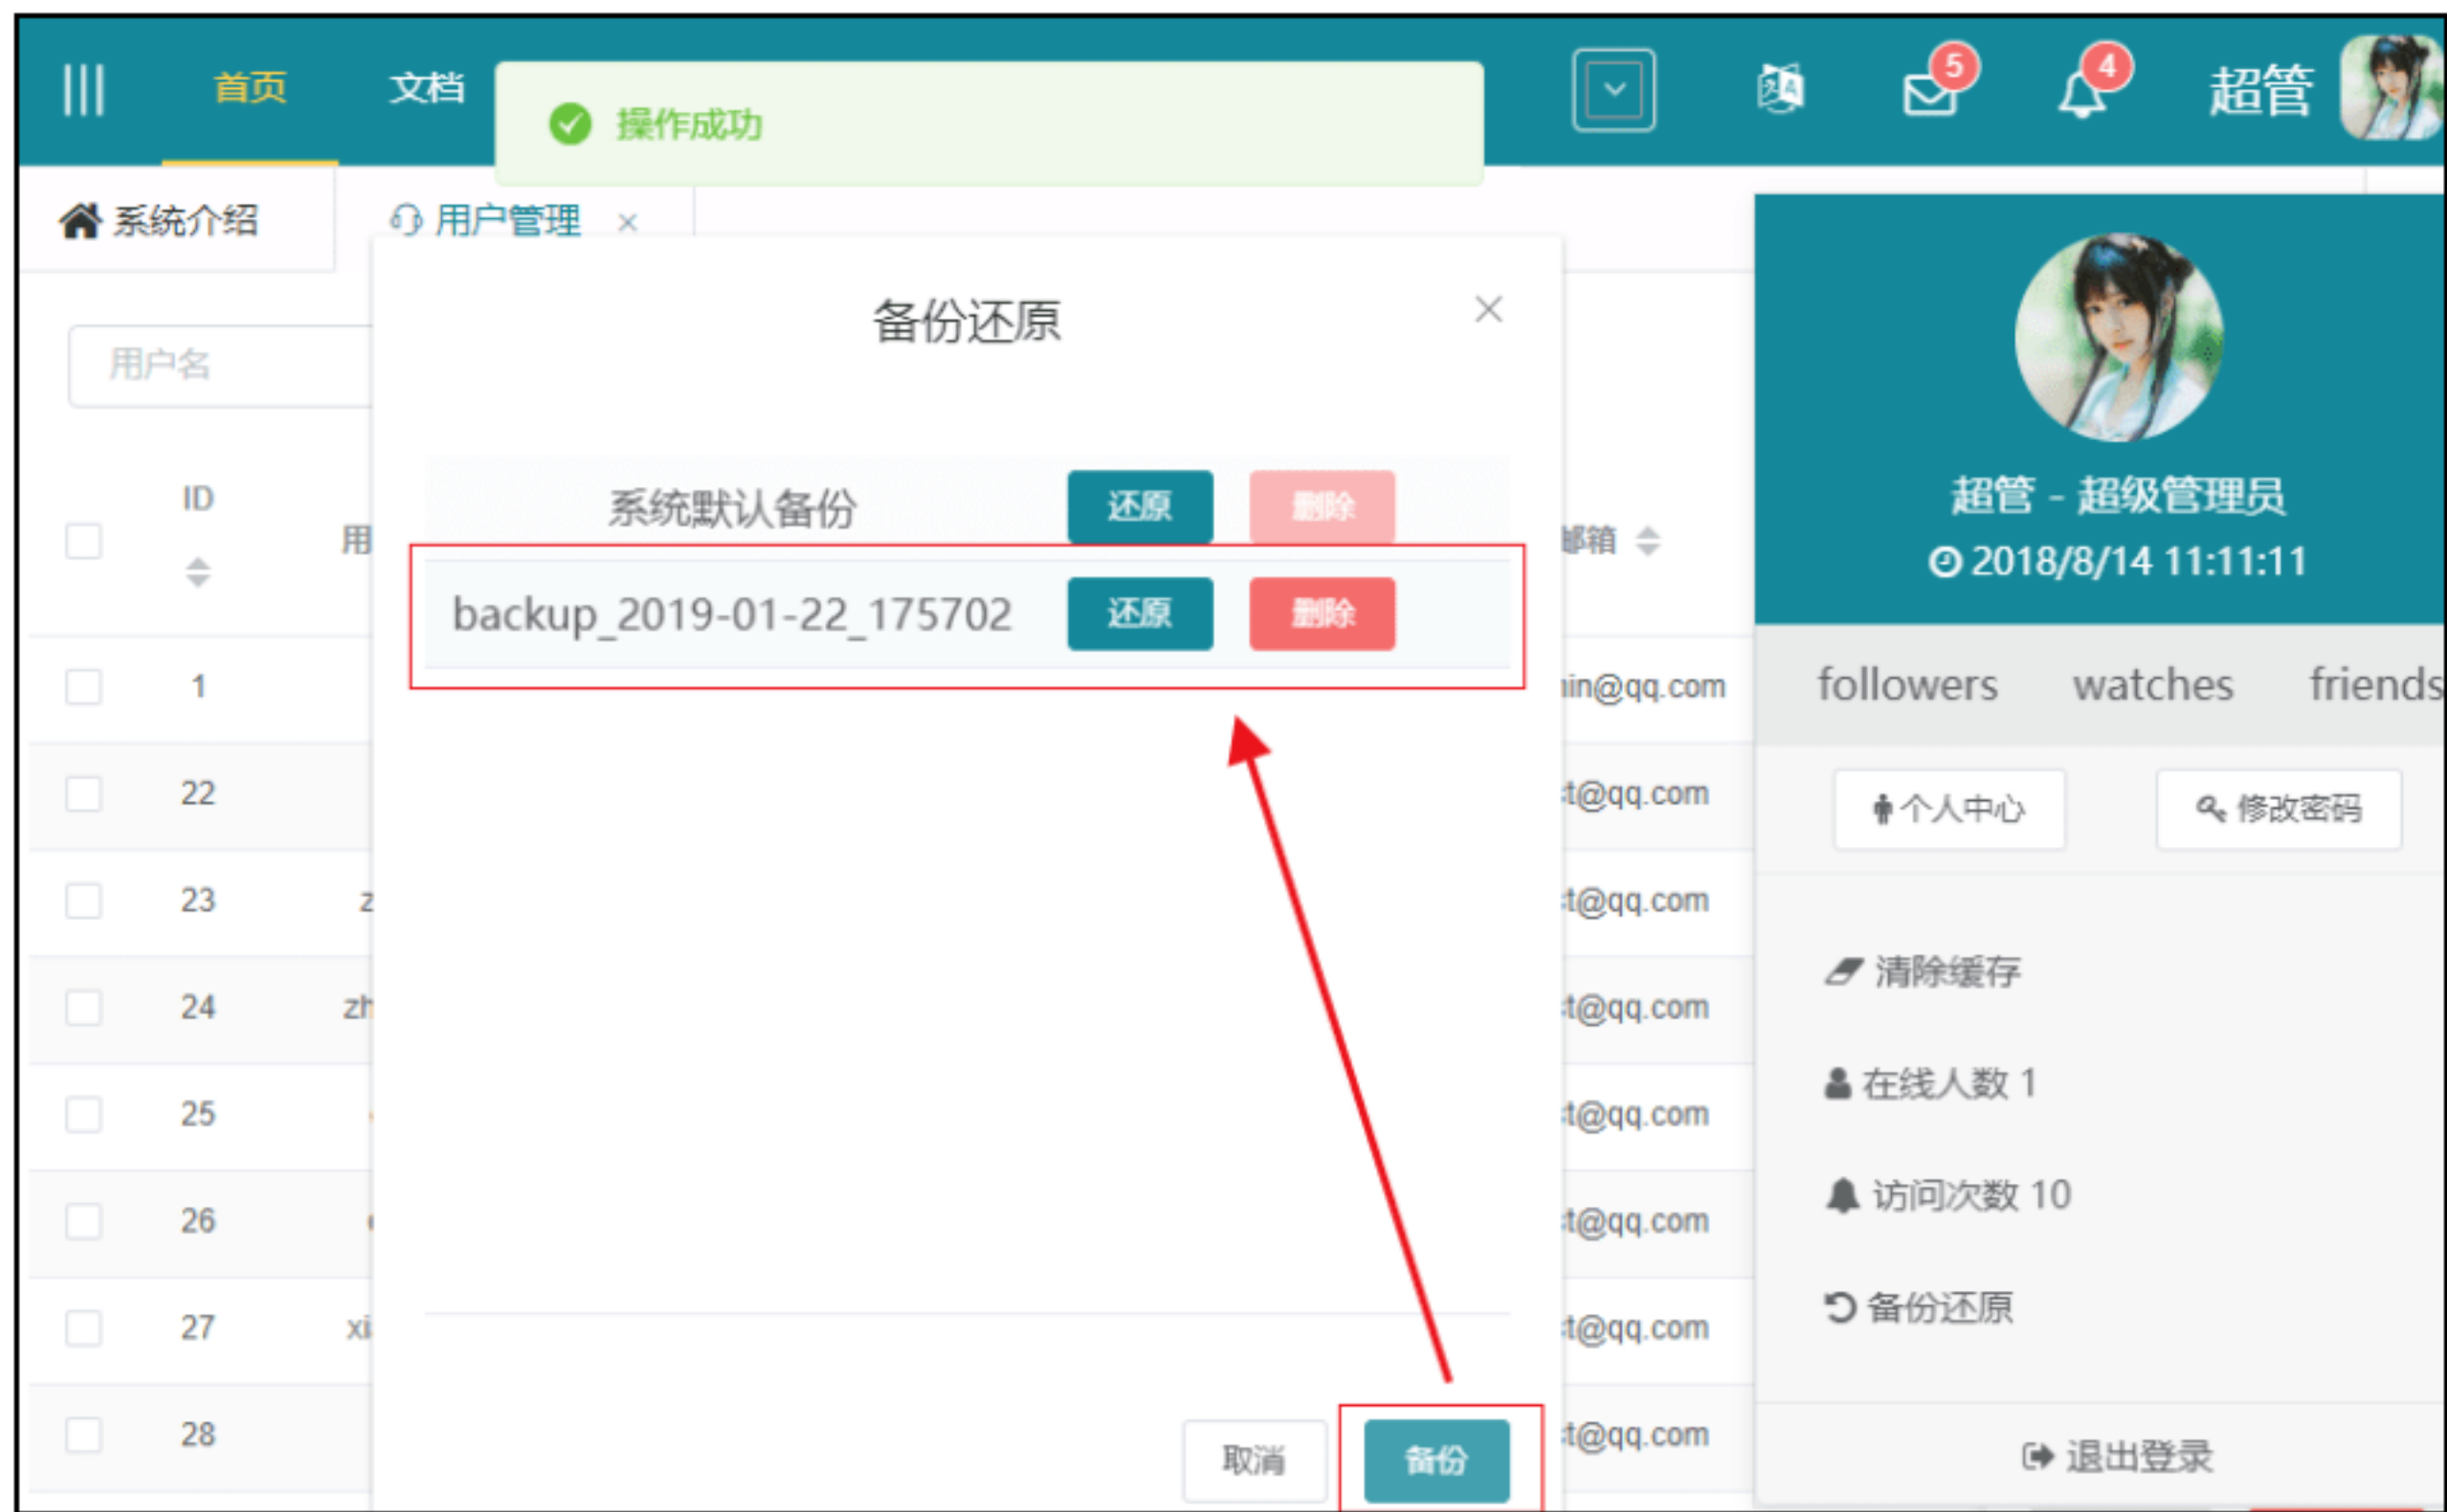 首页
文档
操作成功
5
4
超管
系统介绍
用户管理
用户名
ID
用
邮箱
备份还原
系统默认备份 还原 删除
backup_2019-01-22_175702 还原 删除
取消
备份
1 in@qq.com
22 t@qq.com
23 z t@qq.com
24 zh t@qq.com
25 t@qq.com
26 t@qq.com
27 xi t@qq.com
28 t@qq.com
超管 - 超级管理员
2018/8/14 11:11:11
followers watches friends
个人中心
修改密码
清除缓存
在线人数 1
访问次数 10
备份还原
退出登录